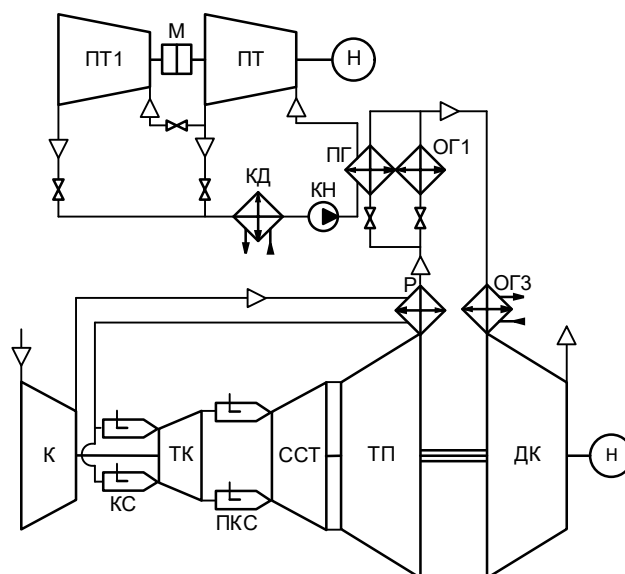 М
ПТ1
ПТ
Н
ПГ
ОГ1
КД
КН
Р
ОГ3
К
ТК
ССТ
ТП
ДК
Н
КС
ПКС